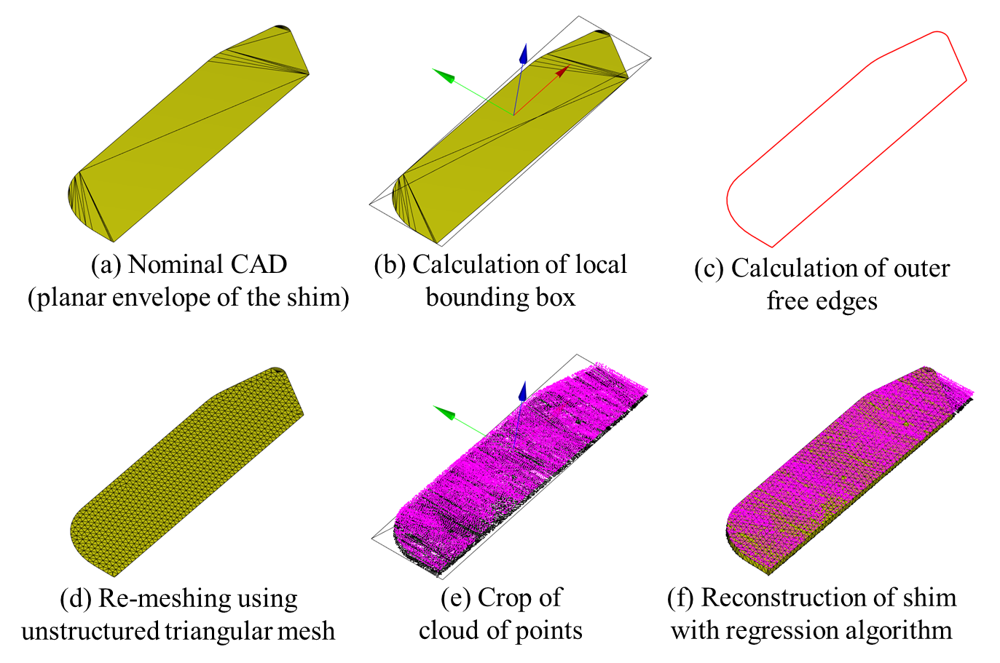 (a) Nominal CAD
(planar envelope of the shim)
(b) Calculation of local
bounding box
(c) Calculation of outer
free edges
(d) Re-meshing using
unstructured triangular mesh
(e) Crop of
cloud of points
(f) Reconstruction of shim
with regression algorithm